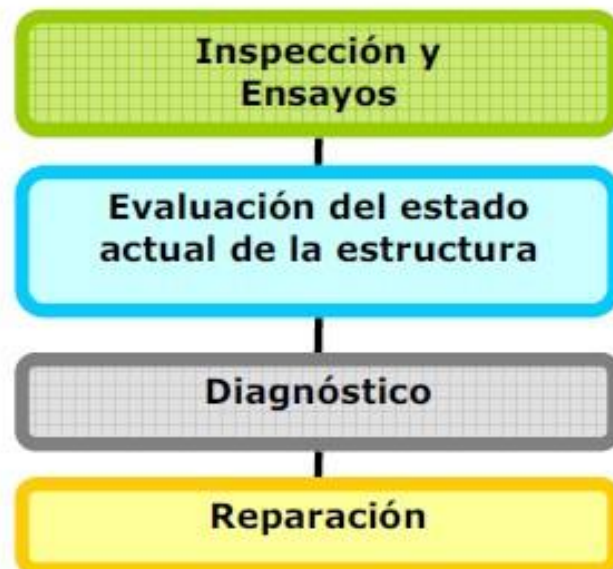 Inspección y
Ensayos
Evaluación del estado
actual de la estructura
Diagnóstico
Reparación